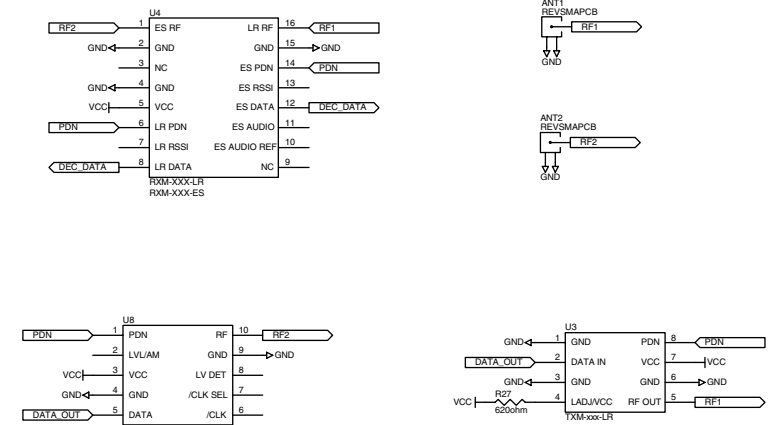 U4
RF2 1 ES RF LR RF 16 RF1
GND 2 GND GND 15 GND
3 NC ES PDN 14 PDN
GND 4 GND ES RSSI 13
VCC 5 VCC ES DATA 12 DEC_DATA
PDN 6 LR PDN ES AUDIO 11
7 LR RSSI ES AUDIO REF 10
DEC_DATA 8 LR DATA NC 9
RXM-XXX-LR
RXM-XXX-ES
ANT1
REVSMAPCB
RF1
GND
ANT2
REVSMAPCB
RF2
GND
U8
PDN 1 PDN RF 10 RF2
2 LVL/AM GND 9 GND
VCC 3 VCC LV DET 8
GND 4 GND /CLK SEL 7
DATA_OUT 5 DATA /CLK 6
U3
GND 1 GND PDN 8 PDN
DATA_OUT 2 DATA IN VCC 7 VCC
GND 3 GND GND 6 GND
VCC R27 4 LADJ/VCC RF OUT 5 RF1
620ohm
TXM-xxx-LR